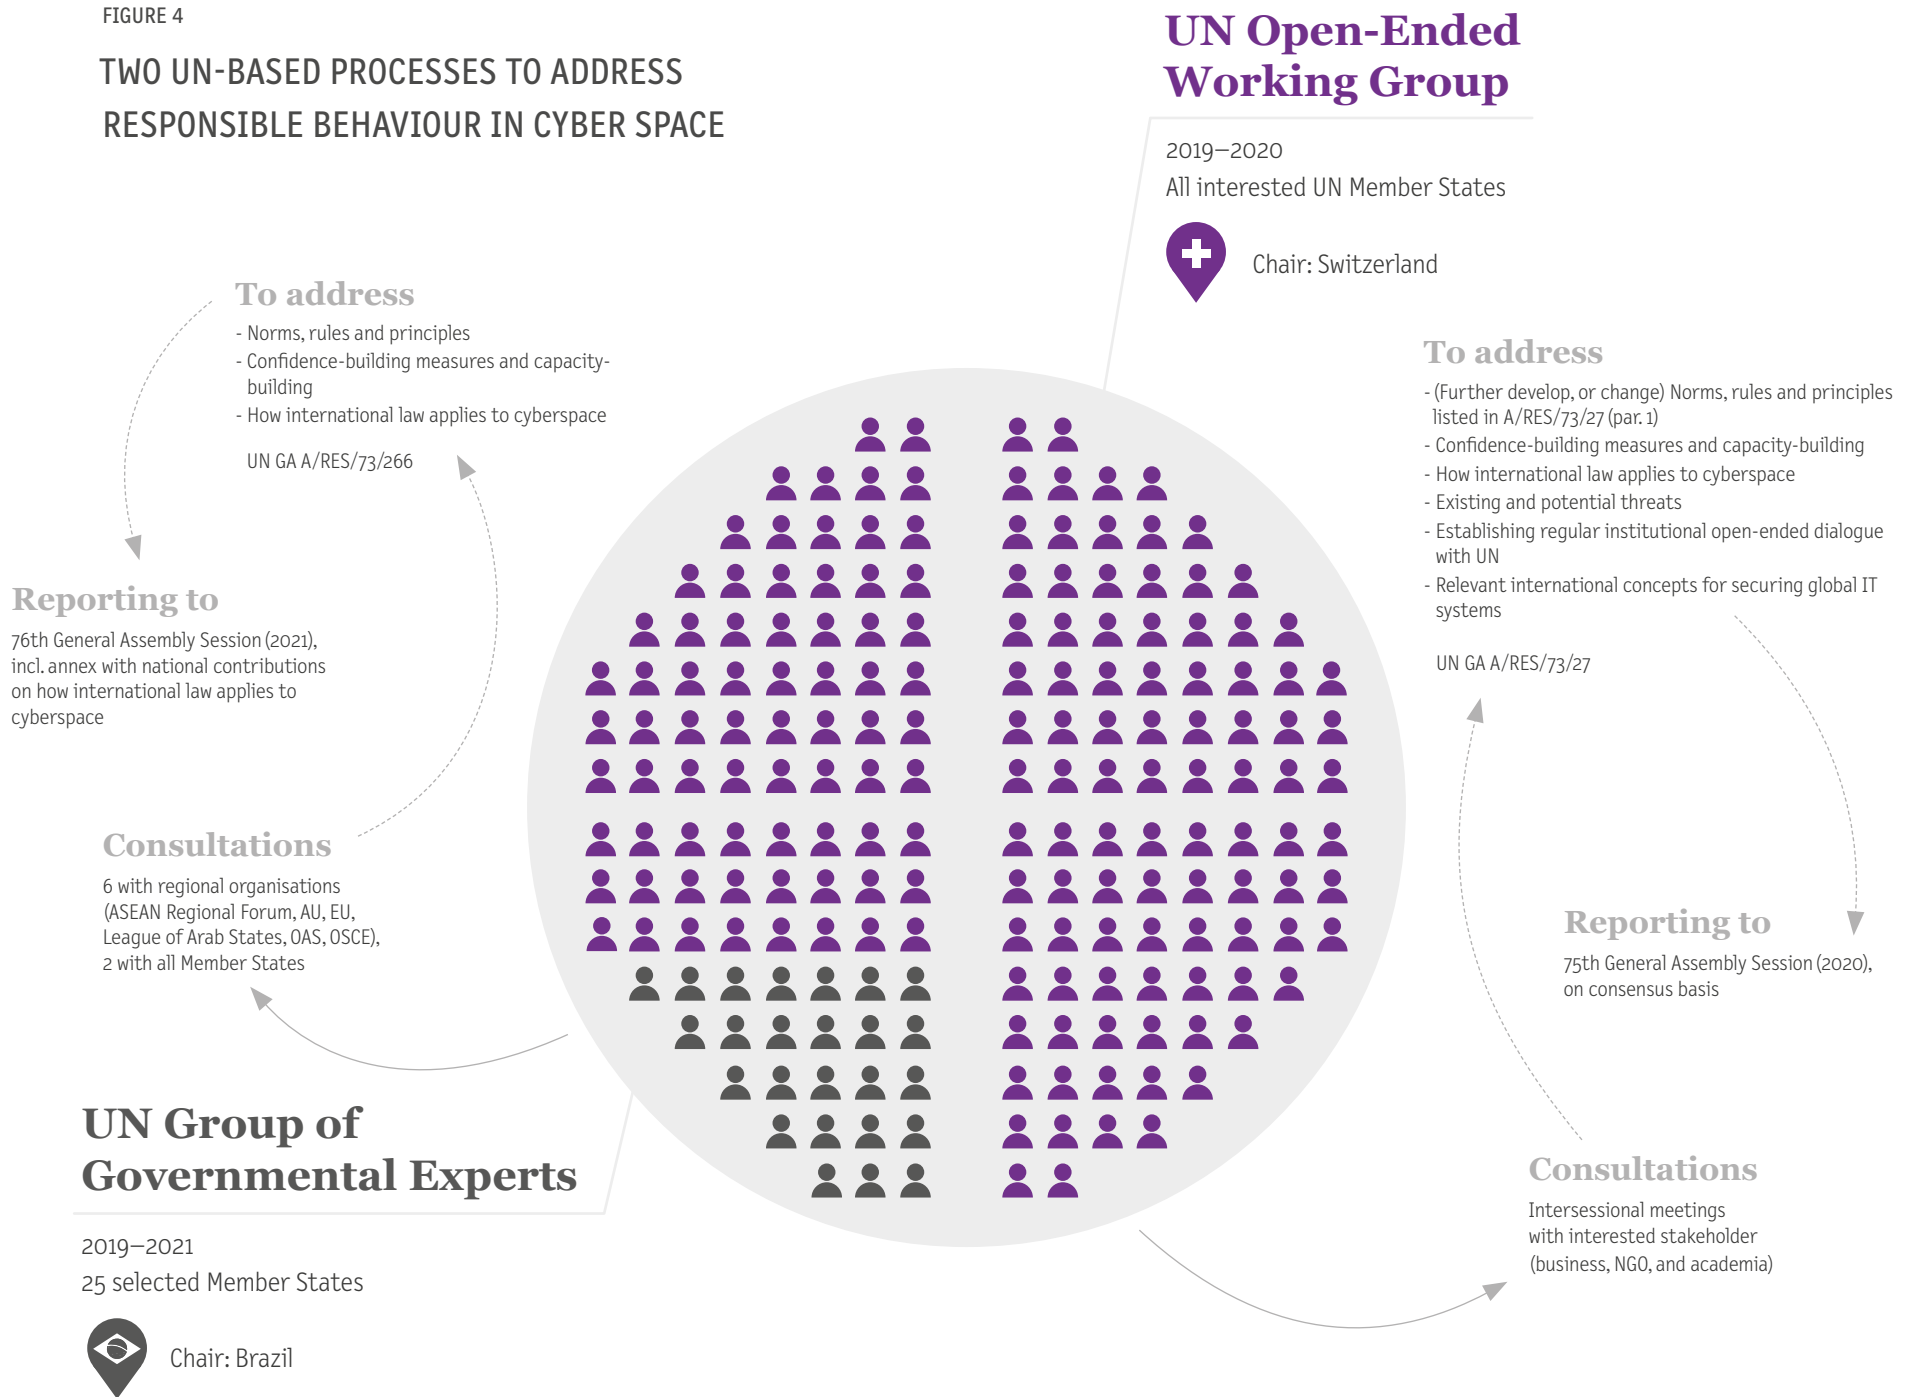 FIGURE 4
TWO UN-BASED PROCESSES TO ADDRESS
RESPONSIBLE BEHAVIOUR IN CYBER SPACE
UN Open-Ended
Working Group
2019–2020
All interested UN Member States
Chair: Switzerland
To address
- (Further develop, or change) Norms, rules and principles
listed in A/RES/73/27 (par. 1)
- Confidence-building measures and capacity-building
- How international law applies to cyberspace
- Existing and potential threats
- Establishing regular institutional open-ended dialogue
with UN
- Relevant international concepts for securing global IT
systems
UN GA A/RES/73/27
Reporting to
75th General Assembly Session (2020),
on consensus basis
Consultations
Intersessional meetings
with interested stakeholder
(business, NGO, and academia)
To address
- Norms, rules and principles
- Confidence-building measures and capacity-
building
- How international law applies to cyberspace
UN GA A/RES/73/266
Reporting to
76th General Assembly Session (2021),
incl. annex with national contributions
on how international law applies to
cyberspace
Consultations
6 with regional organisations
(ASEAN Regional Forum, AU, EU,
League of Arab States, OAS, OSCE),
2 with all Member States
UN Group of
Governmental Experts
2019–2021
25 selected Member States
Chair: Brazil